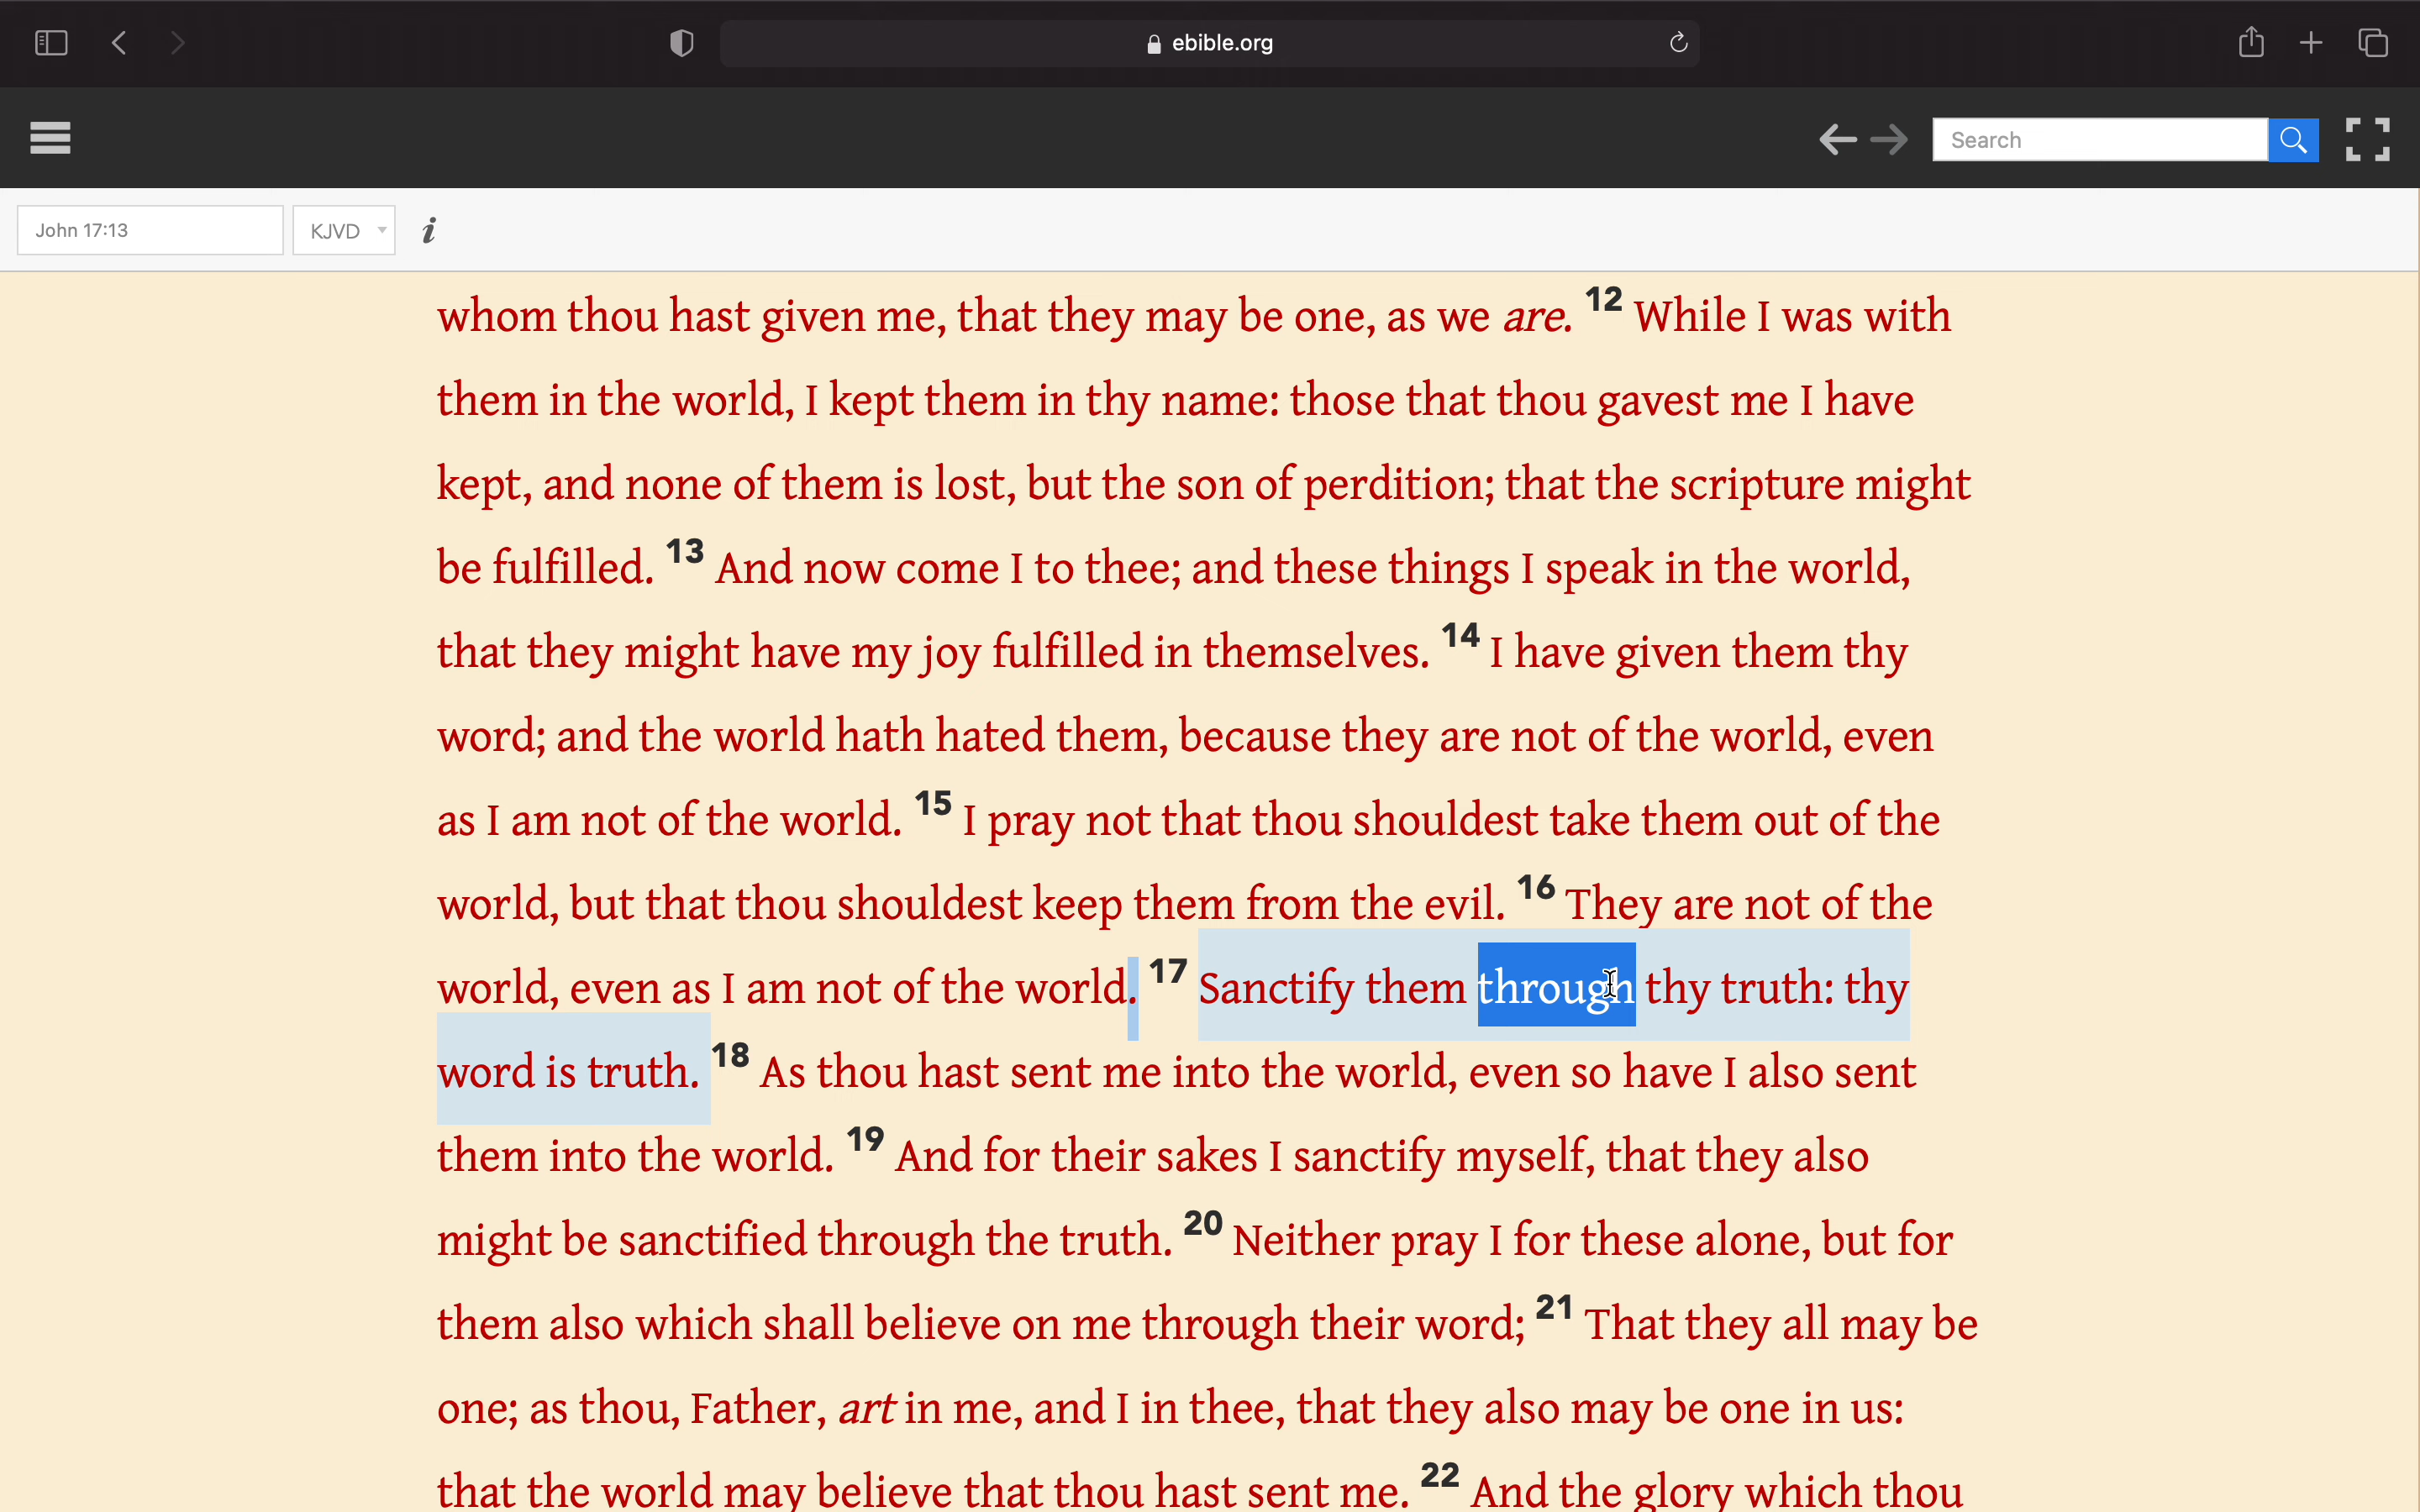 ebible.org
Search
John 17:13 KJVD i
whom thou hast given me, that they may be one, as we are. 12 While I was with
them in the world, I kept them in thy name: those that thou gavest me I have
kept, and none of them is lost, but the son of perdition; that the scripture might
be fulfilled. 13 And now come I to thee; and these things I speak in the world,
that they might have my joy fulfilled in themselves. 14 I have given them thy
word; and the world hath hated them, because they are not of the world, even
as I am not of the world. 15 I pray not that thou shouldest take them out of the
world, but that thou shouldest keep them from the evil. 16 They are not of the
world, even as I am not of the world. 17 Sanctify them through thy truth: thy
word is truth. 18 As thou hast sent me into the world, even so have I also sent
them into the world. 19 And for their sakes I sanctify myself, that they also
might be sanctified through the truth. 20 Neither pray I for these alone, but for
them also which shall believe on me through their word; 21 That they all may be
one; as thou, Father, art in me, and I in thee, that they also may be one in us:
that the world may believe that thou hast sent me. 22 And the glory which thou